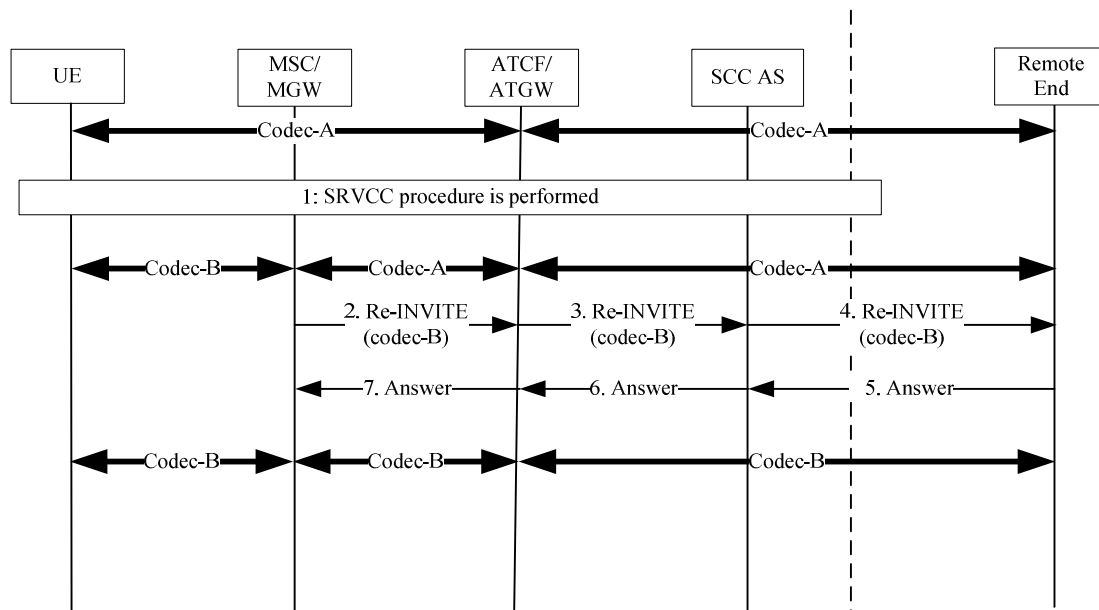 UE
MSC/
MGW
ATCF/
ATGW
SCC AS
Remote
End
Codec-A
Codec-A
1: SRVCC procedure is performed
Codec-B
Codec-A
Codec-A
2. Re-INVITE
(codec-B)
3. Re-INVITE
(codec-B)
4. Re-INVITE
(codec-B)
7. Answer
6. Answer
5. Answer
Codec-B
Codec-B
Codec-B